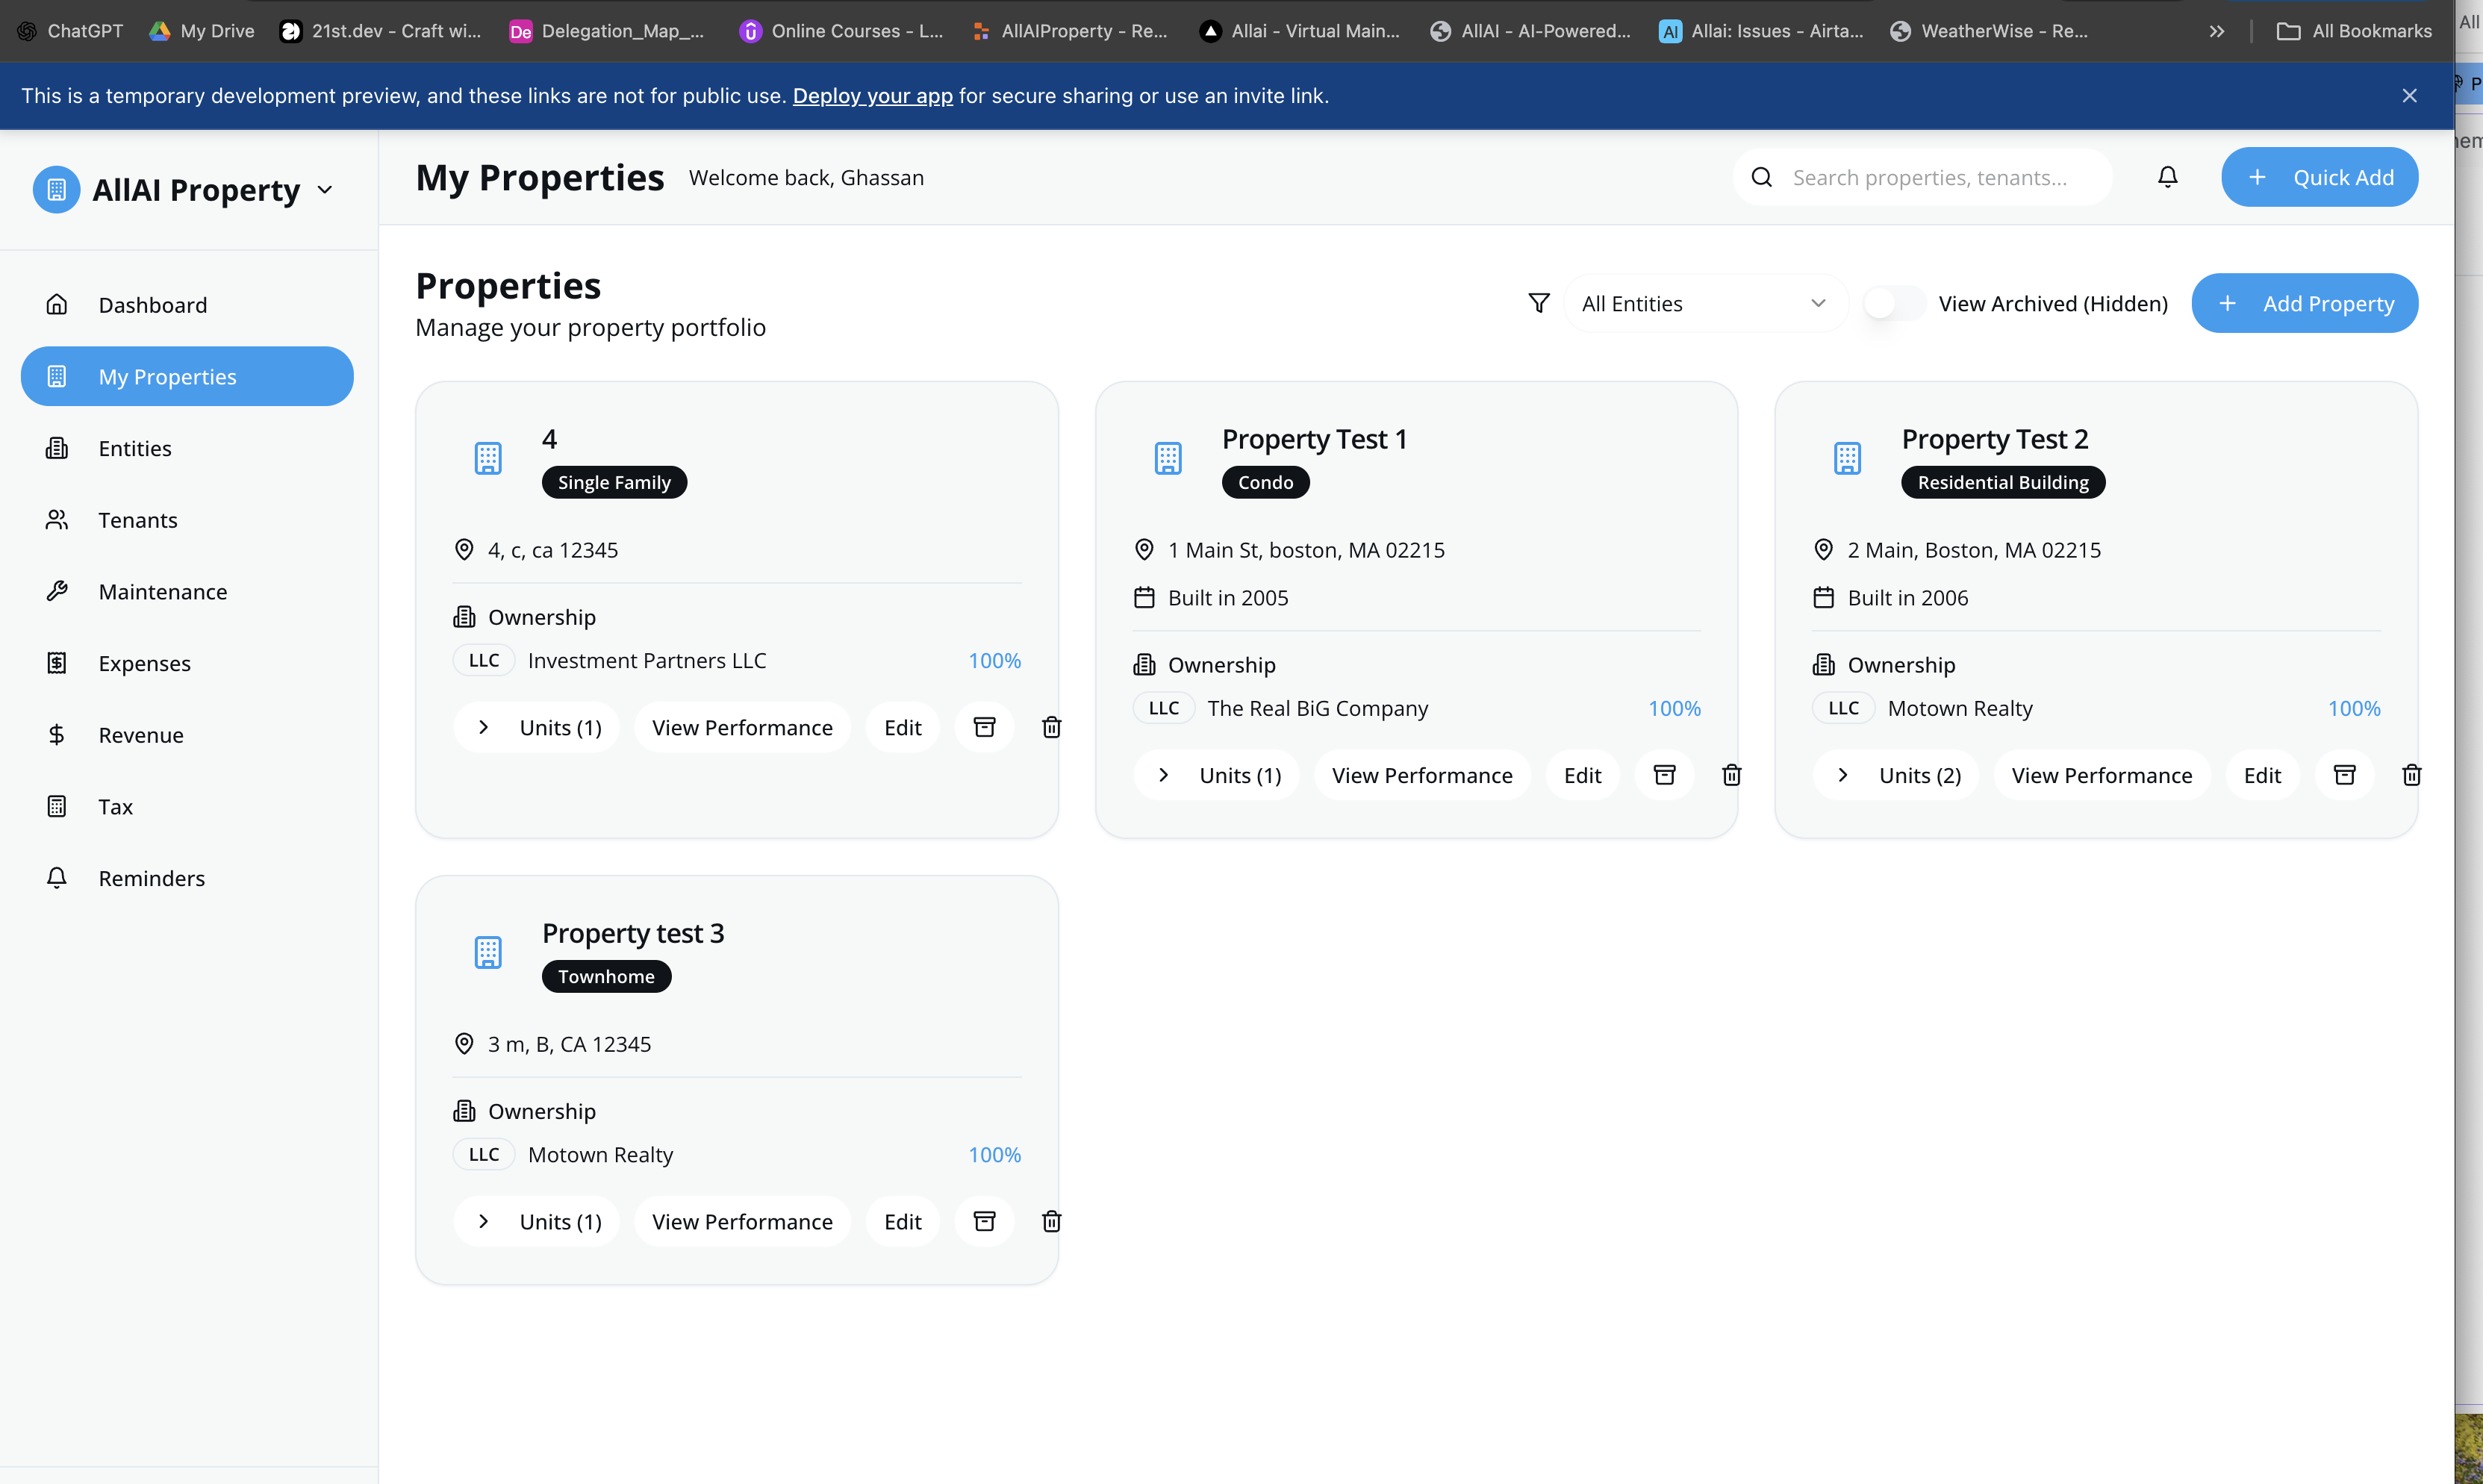 ChatGPT
My Drive
21st.dev - Craft wi...
De
Delegation_Map_...
Online Courses - L...
AllAIProperty - Re...
Allai - Virtual Main...
AllAI - AI-Powered...
AI
Allai: Issues - Airta...
WeatherWise - Re...
»
All Bookmarks
All
This is a temporary development preview, and these links are not for public use. Deploy your app for secure sharing or use an invite link.
AllAI Property
My Properties
Welcome back, Ghassan
Search properties, tenants...
Quick Add
Dashboard
My Properties
Entities
Tenants
Maintenance
Expenses
Revenue
Tax
Reminders
Properties
Manage your property portfolio
All Entities
View Archived (Hidden)
Add Property
4
Single Family
4, c, ca 12345
Ownership
LLC Investment Partners LLC 100%
Units (1) View Performance Edit
Property Test 1
Condo
1 Main St, boston, MA 02215
Built in 2005
Ownership
LLC The Real BiG Company 100%
Units (1) View Performance Edit
Property Test 2
Residential Building
2 Main, Boston, MA 02215
Built in 2006
Ownership
LLC Motown Realty 100%
Units (2) View Performance Edit
Property test 3
Townhome
3 m, B, CA 12345
Ownership
LLC Motown Realty 100%
Units (1) View Performance Edit